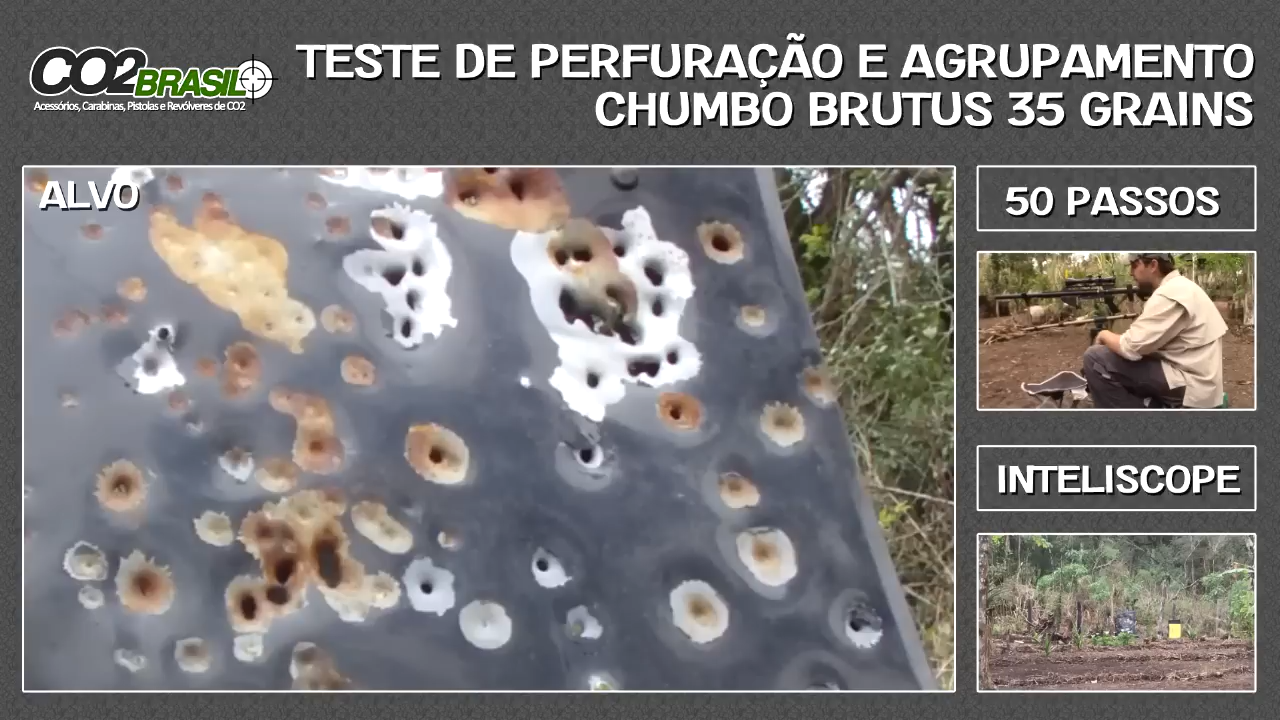 CO2BRASIL
Acessórios, Carabinas, Pistolas e Revólveres de CO2
TESTE DE PERFURAÇÃO E AGRUPAMENTO
CHUMBO BRUTUS 35 GRAINS
ALVO
50 PASSOS
INTELISCOPE